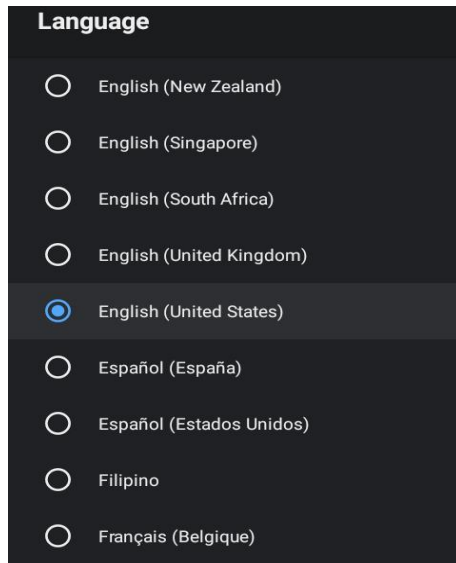 Language
English (New Zealand)
English (Singapore)
English (South Africa)
English (United Kingdom)
English (United States)
Español (España)
Español (Estados Unidos)
Filipino
Français (Belgique)